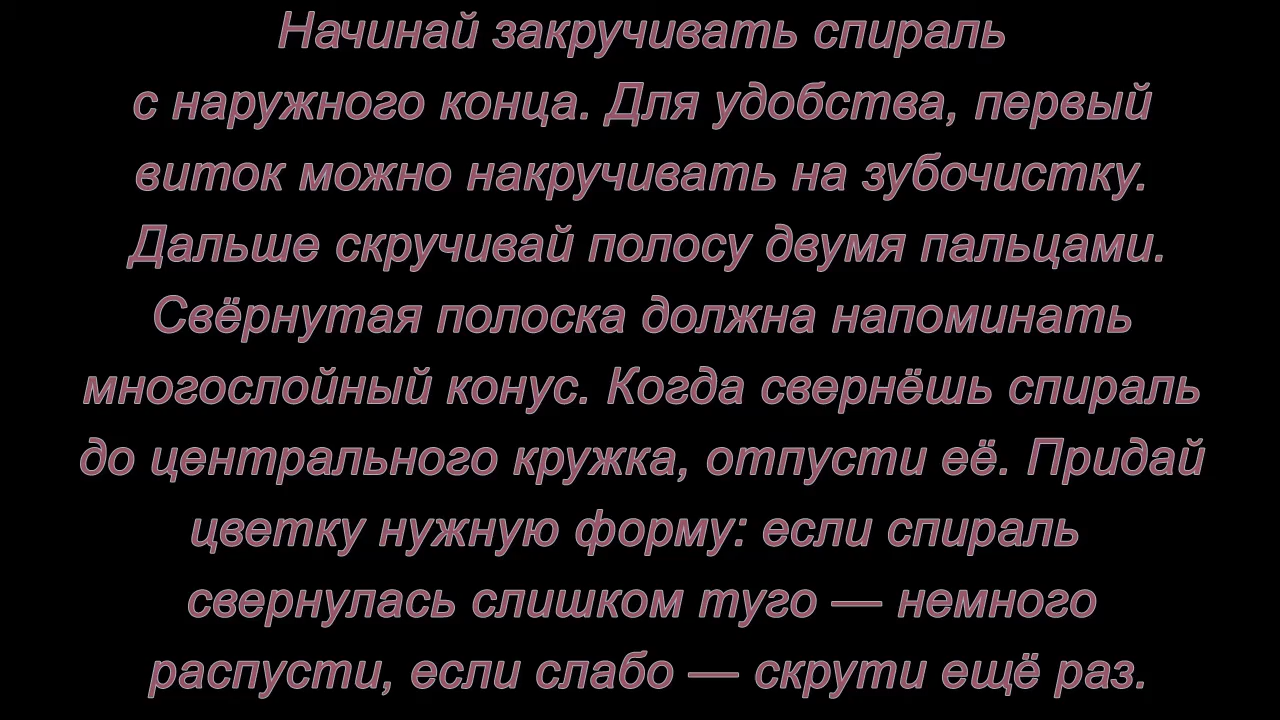 Начинай закручивать спираль
с наружного конца. Для удобства, первый
виток можно накручивать на зубочистку.
Дальше скручивай полосу двумя пальцами.
Свёрнутая полоска должна напоминать
многослойный конус. Когда свернёшь спираль
до центрального кружка, отпусти её. Придай
цветку нужную форму: если спираль
свернулась слишком туго — немного
распусти, если слабо — скрути ещё раз.